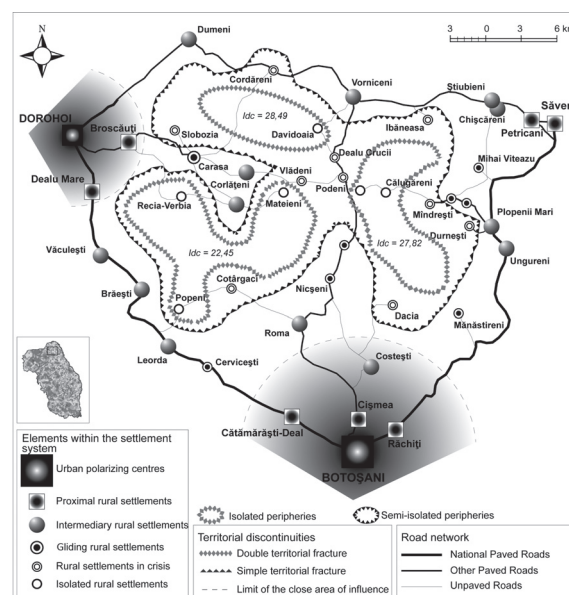 Dumeni
3 0 6 km
Cordăreni
Vorniceni
Ştiubieni
Săveni
DOROHOI
Idc = 28,49
Chişcăreni
Broscăuţi
Slobozia
Davidoaia
Ibăneasa
Petricani
Dealu Crucii
Carasa
Mihai Viteazu
Vlădeni
Corlăţeni
Dealu Mare
Podeni
Călugăreni
Recia-Verbia
Mateieni
Mîndreşti
Plopenii Mari
Durneşti
Văculeşti
Idc = 22,45
Idc = 27,82
Ungureni
Cotârgaci
Nicşeni
Brăeşti
Popeni
Dacia
Roma
Mănăstireni
Leorda
Costeşti
Cerviceşti
Cişmea
Cătămărăşti-Deal
Răchiţi
BOTOŞANI
Elements within the settlement
system
Urban polarizing centres
Proximal rural settlements
Intermediary rural settlements
Gliding rural settlements
Rural settlements in crisis
Isolated rural settlements
Isolated peripheries
Semi-isolated peripheries
Territorial discontinuities
Double territorial fracture
Simple territorial fracture
Limit of the close area of influence
Road network
National Paved Roads
Other Paved Roads
Unpaved Roads